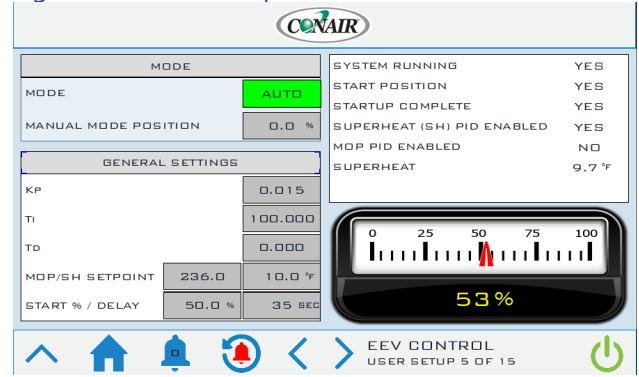 CONAIR
MODE
MODE AUTO
MANUAL MODE POSITION 0.0 %
GENERAL SETTINGS
KP 0.015
TI 100.000
TD 0.000
MOP/SH SETPOINT 236.0 10.0 °F
START % / DELAY 50.0 % 35 SEC
SYSTEM RUNNING YES
START POSITION YES
STARTUP COMPLETE YES
SUPERHEAT (SH) PID ENABLED YES
MOP PID ENABLED NO
SUPERHEAT 9.7 °F
0 25 50 75 100
53%
0
EEV CONTROL
USER SETUP 5 OF 15